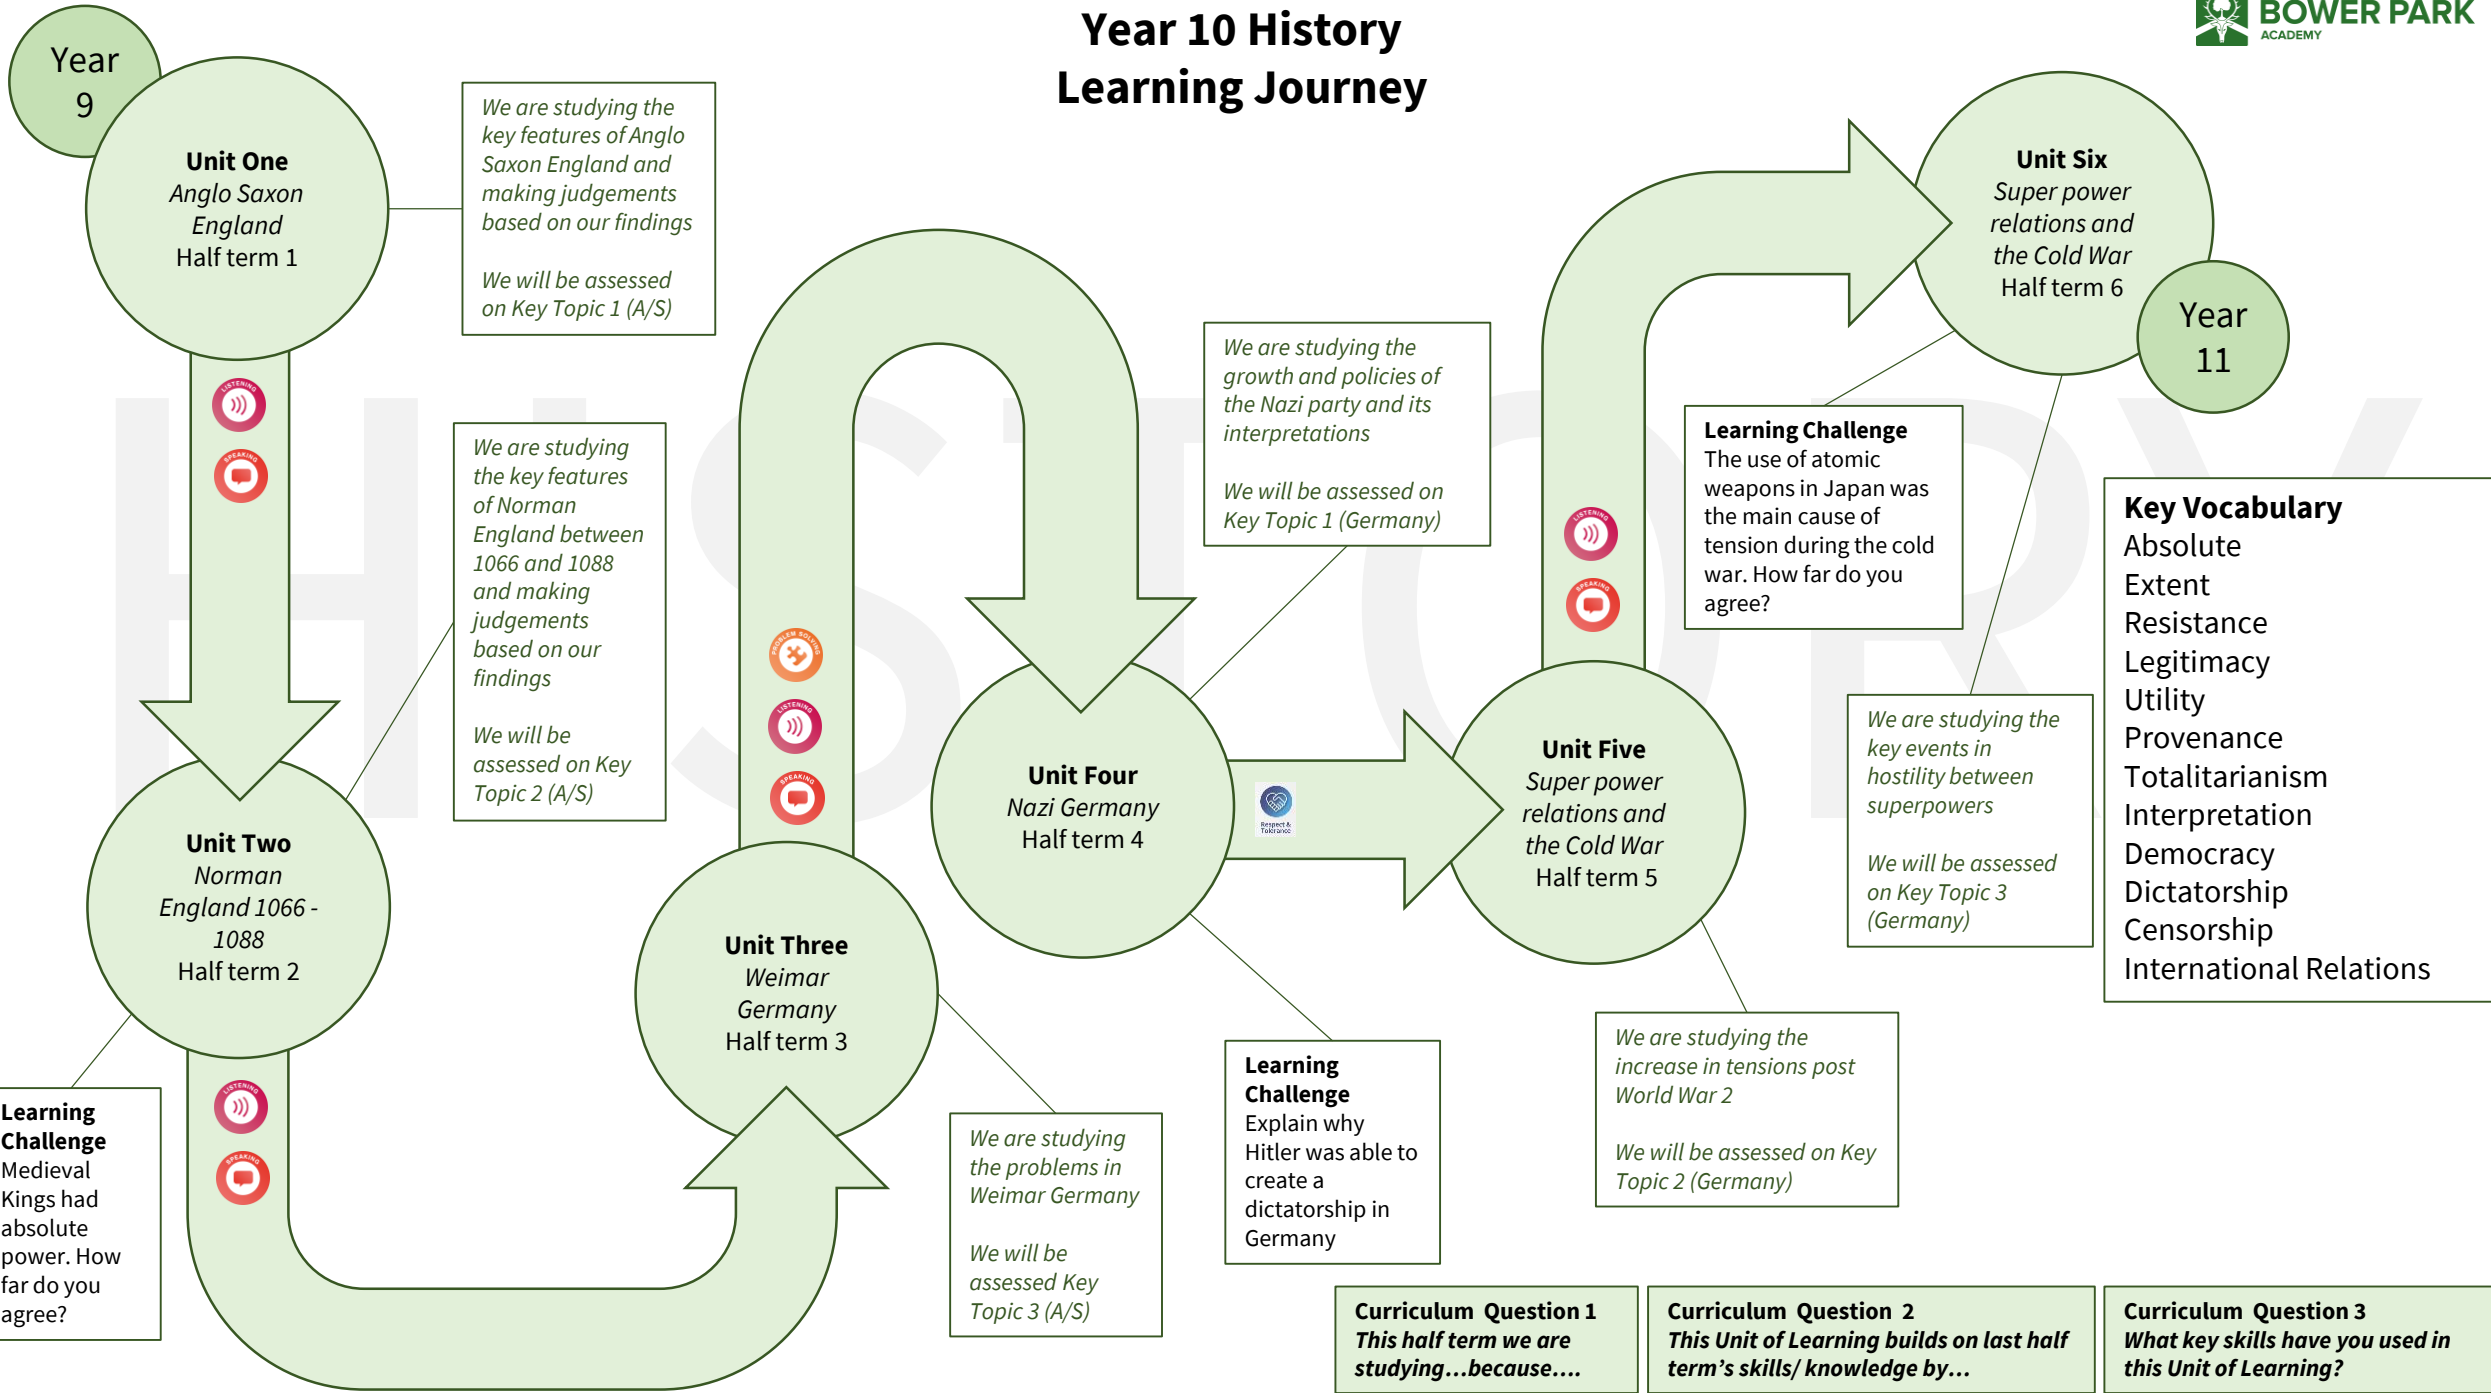 Year 10 History
Learning Journey
BOWER PARK
ACADEMY
HISTORY
Year
9
Unit One
Anglo Saxon
England
Half term 1
We are studying the
key features of Anglo
Saxon England and
making judgements
based on our findings
We will be assessed
on Key Topic 1 (A/S)
LISTENING
SPEAKING
We are studying
the key features
of Norman
England between
1066 and 1088
and making
judgements
based on our
findings
We will be
assessed on Key
Topic 2 (A/S)
Unit Two
Norman
England 1066 -
1088
Half term 2
Learning
Challenge
Medieval
Kings had
absolute
power. How
far do you
agree?
LISTENING
SPEAKING
Unit Three
Weimar
Germany
Half term 3
We are studying
the problems in
Weimar Germany
We will be
assessed Key
Topic 3 (A/S)
PROBLEM SOLVING
LISTENING
SPEAKING
Unit Four
Nazi Germany
Half term 4
We are studying the
growth and policies of
the Nazi party and its
interpretations
We will be assessed on
Key Topic 1 (Germany)
Learning
Challenge
Explain why
Hitler was able to
create a
dictatorship in
Germany
Respect &
Tolerance
Unit Five
Super power
relations and
the Cold War
Half term 5
We are studying the
increase in tensions post
World War 2
We will be assessed on Key
Topic 2 (Germany)
LISTENING
SPEAKING
Unit Six
Super power
relations and
the Cold War
Half term 6
Year
11
Learning Challenge
The use of atomic
weapons in Japan was
the main cause of
tension during the cold
war. How far do you
agree?
We are studying the
key events in
hostility between
superpowers
We will be assessed
on Key Topic 3
(Germany)
Key Vocabulary
Absolute
Extent
Resistance
Legitimacy
Utility
Provenance
Totalitarianism
Interpretation
Democracy
Dictatorship
Censorship
International Relations
Curriculum Question 1
This half term we are
studying...because....
Curriculum Question 2
This Unit of Learning builds on last half
term's skills/ knowledge by...
Curriculum Question 3
What key skills have you used in
this Unit of Learning?